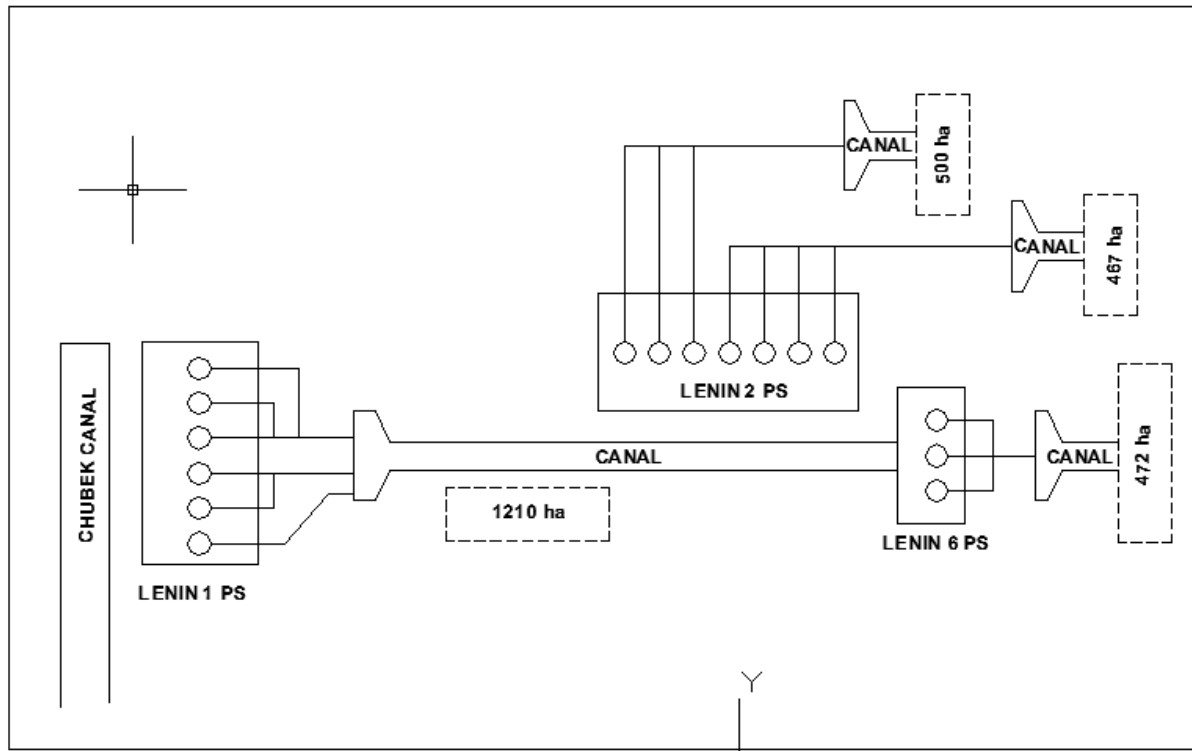 CANAL
500 ha
CANAL
467 ha
LENIN 2 PS
CHUBEK CANAL
CANAL
1210 ha
CANAL
472 ha
LENIN 6 PS
LENIN 1 PS
Y